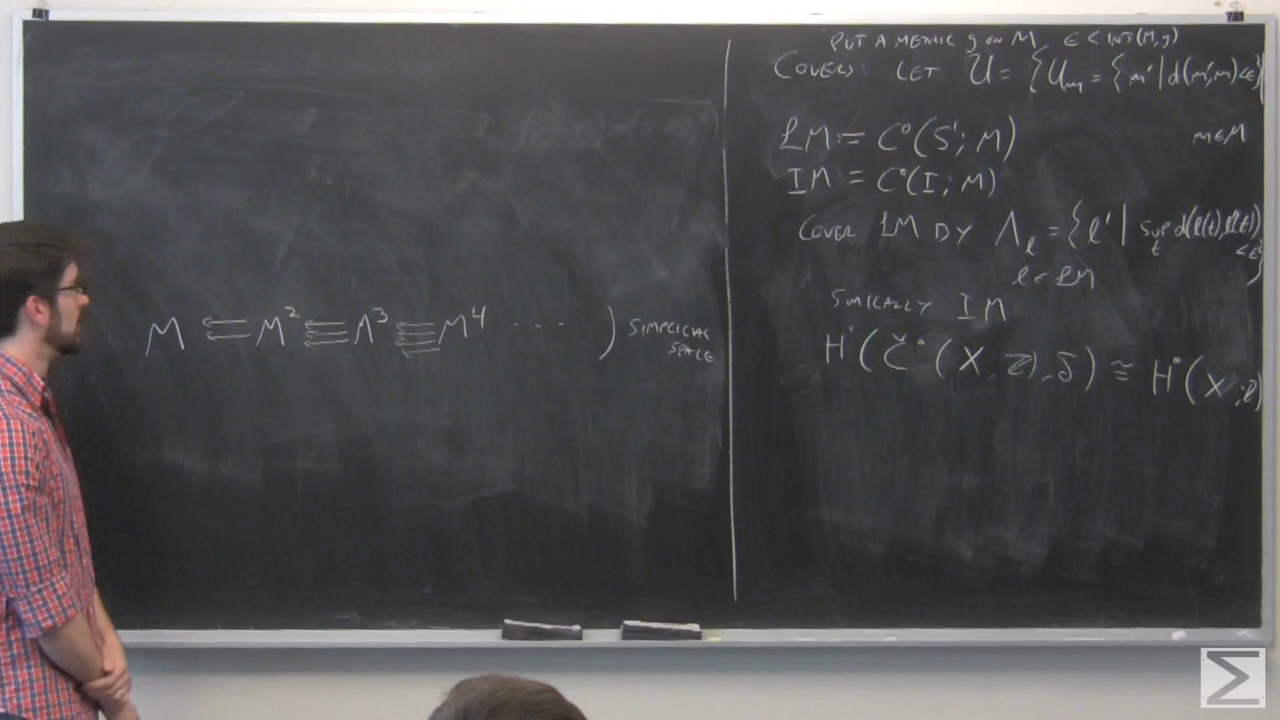 M ⇐ M² ⇚ M³ ⇚ M⁴ ···· ) SIMPLICIAL
SPACE
PUT A METRIC g ON M, ε < INJ(M,g)
COVERS: LET 𝒰 = {U_m = {m' | d(m',m)<ε}
m∈M
ℒM := C⁰(S¹; M)
IM = C⁰(I; M)
COVER ℒM BY Λ_ℓ = {ℓ' | sup_t d(ℓ(t),ℓ'(t))
<ε}
ℓ ∈ ℒM
IM
H˙(Č˙(X, ℤ),δ) ≅ H˙(X;ℤ)
Σ